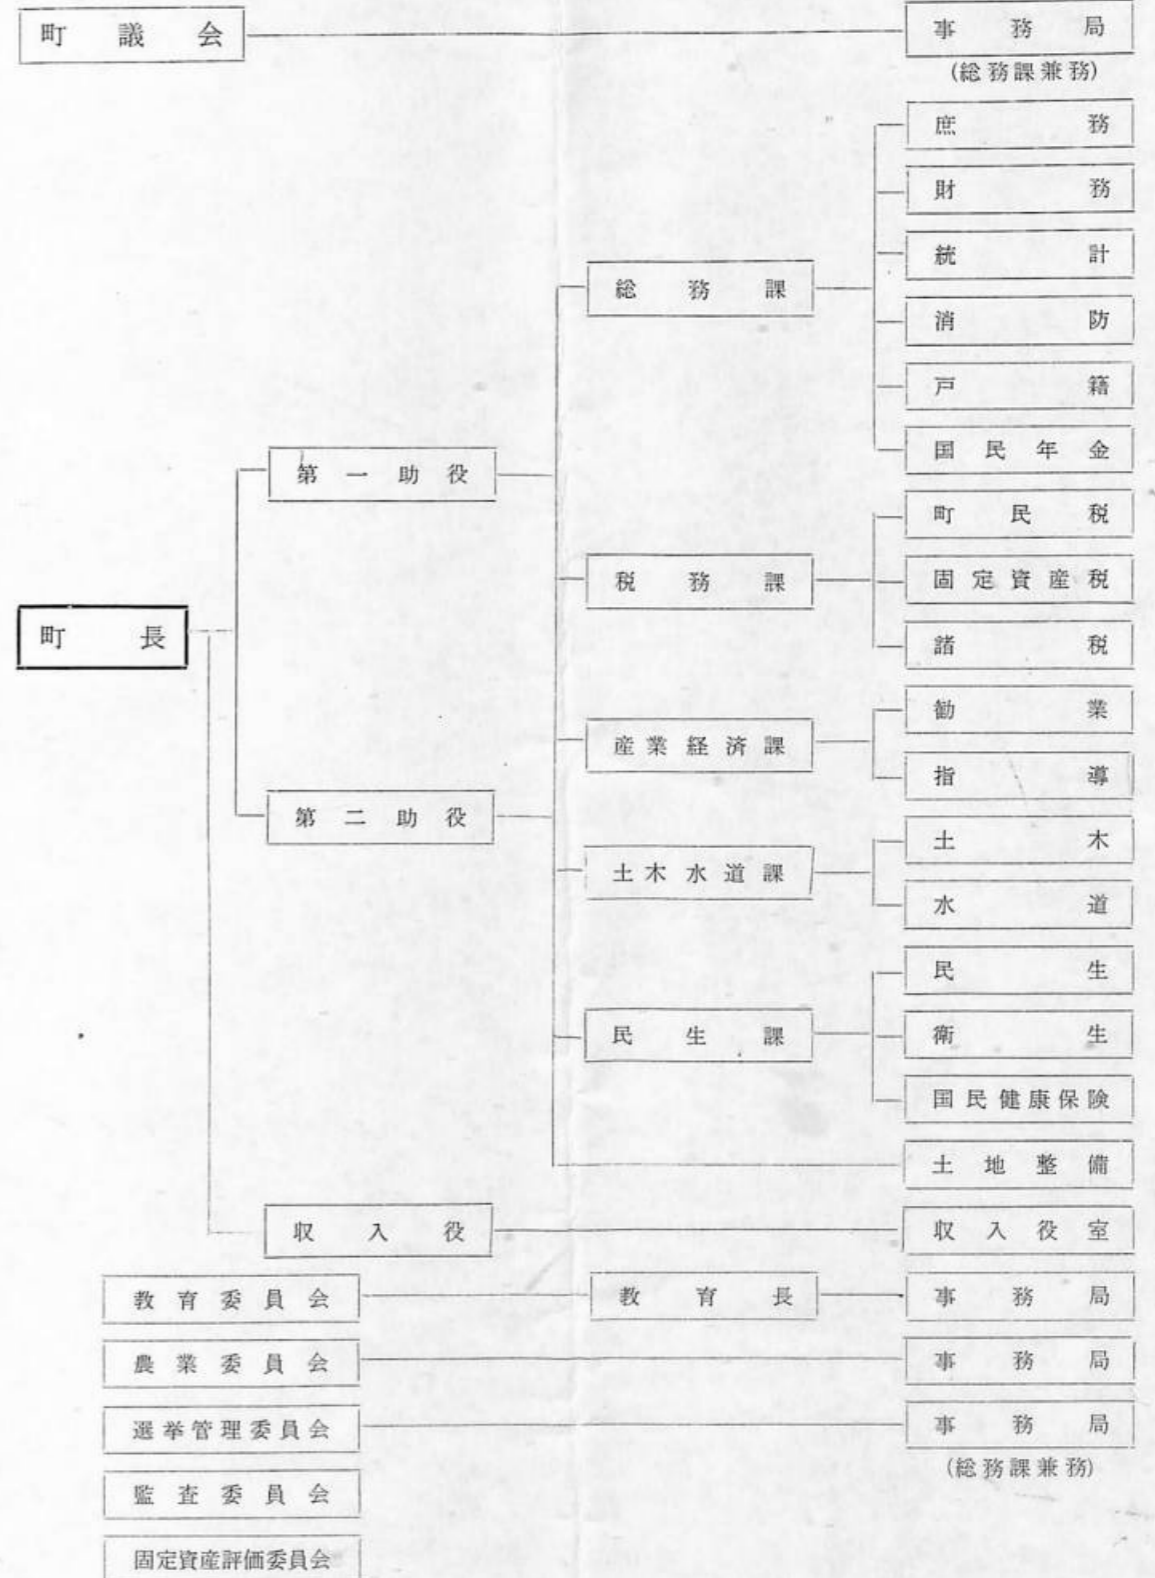 町議会
事務局
(総務課兼務)
庶務
財務
統計
総務課
消防
戸籍
国民年金
第一助役
町民税
税務課
固定資産税
町長
諸税
勧業
産業経済課
指導
第二助役
土木
土木水道課
水道
民生
民生課
衛生
国民健康保険
土地整備
収入役
収入役室
教育委員会
教育長
事務局
農業委員会
事務局
選挙管理委員会
事務局
(総務課兼務)
監査委員会
固定資産評価委員会